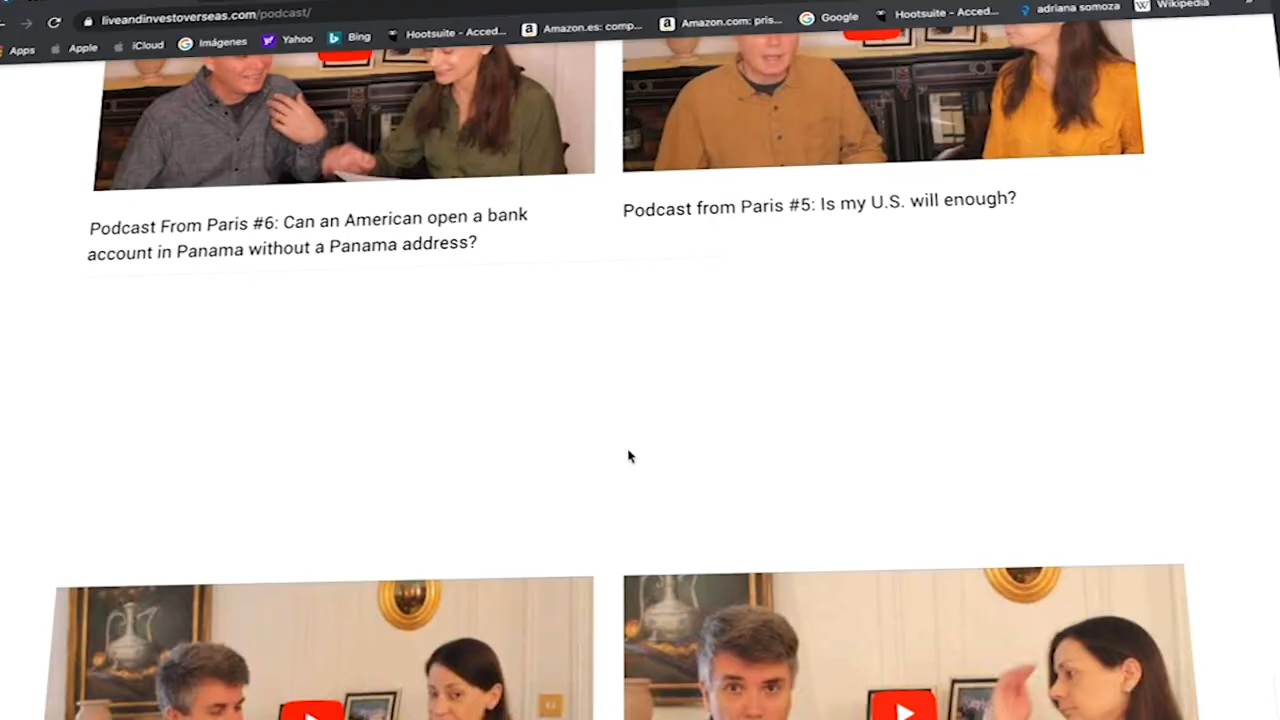 liveandinvestoverseas.com/podcast/
Apps Apple iCloud Imágenes Yahoo Bing Hootsuite - Acced... Amazon.es: comp... Amazon.com: pris... Google Hootsuite - Acced... adriana somoza Wikipedia
Podcast From Paris #6: Can an American open a bank
account in Panama without a Panama address?
Podcast from Paris #5: Is my U.S. will enough?